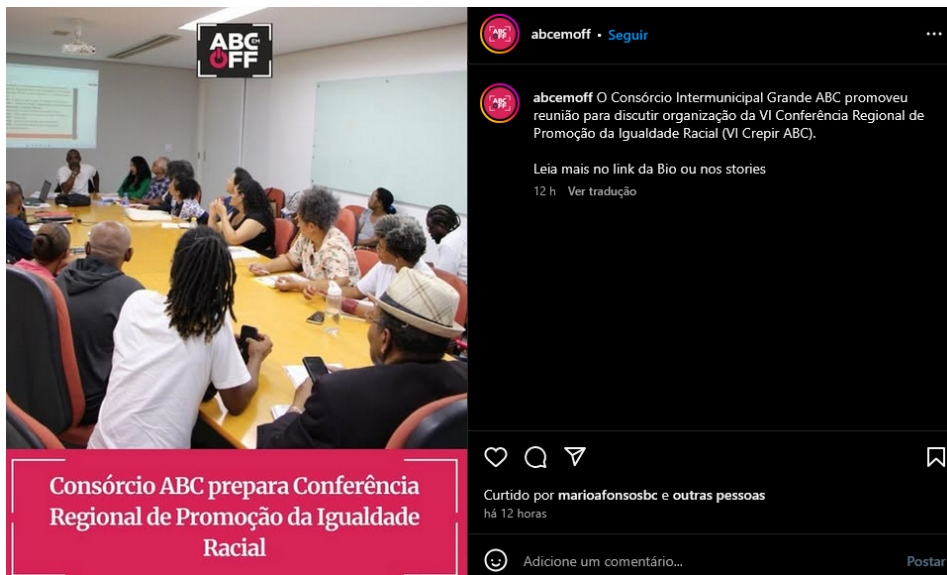 ABC EM
OFF
Consórcio ABC prepara Conferência
Regional de Promoção da Igualdade
Racial
abcemoff • Seguir
abcemoff O Consórcio Intermunicipal Grande ABC promoveu
reunião para discutir organização da VI Conferência Regional de
Promoção da Igualdade Racial (VI Crepir ABC).
Leia mais no link da Bio ou nos stories
12 h Ver tradução
Curtido por marioafonsosbc e outras pessoas
há 12 horas
Adicione um comentário...
Postar